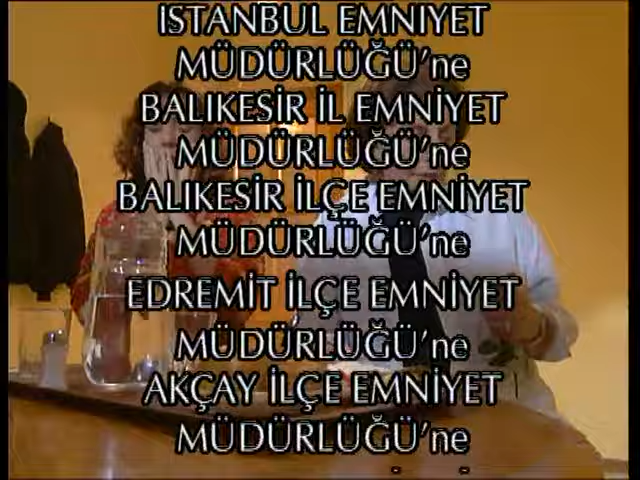 İSTANBUL EMNİYET
MÜDÜRLÜĞÜ'ne
BALIKESİR İL EMNİYET
MÜDÜRLÜĞÜ'ne
BALIKESİR İLÇE EMNİYET
MÜDÜRLÜĞÜ'ne
EDREMİT İLÇE EMNİYET
MÜDÜRLÜĞÜ'ne
AKÇAY İLÇE EMNİYET
MÜDÜRLÜĞÜ'ne